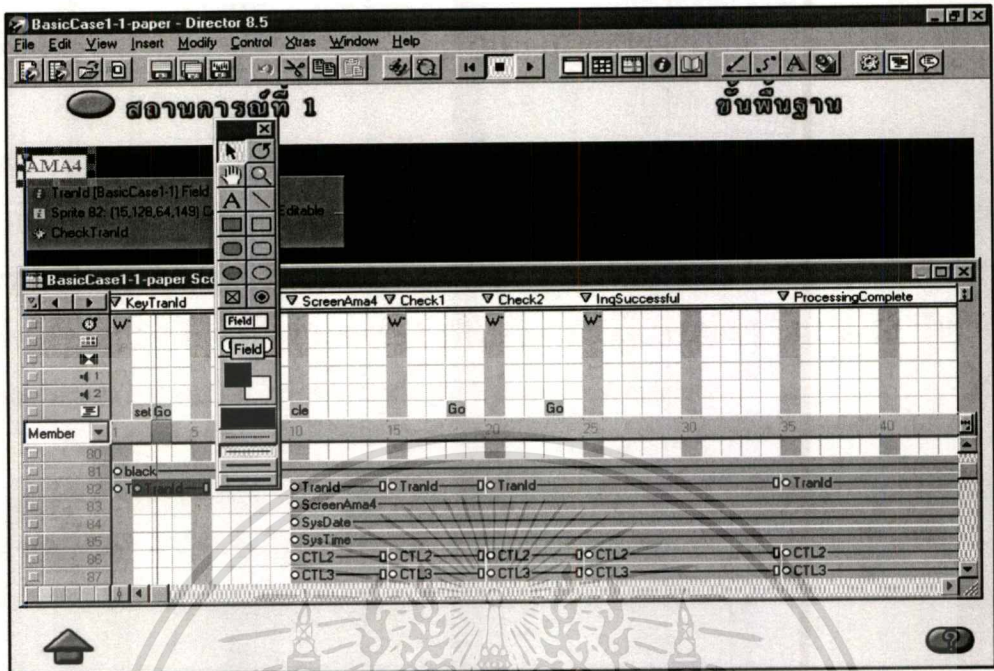 BasicCase1-1-paper - Director 8.5
File Edit View Insert Modify Control Xtras Window Help
สถานการณ์ที่ 1 ขั้นพื้นฐาน
AMA4
TranId [BasicCase1-1] Field
Sprite 82: [15,128,64,149] Editable
CheckTranId
BasicCase1-1-paper
KeyTranId ScreenAma4 Check1 Check2 InqSuccessful ProcessingComplete
Field
Field
1
2
set Go cle Go Go
Member 1 5 10 15 20 25 30 35 40
80
81 black
82 TranId TranId TranId TranId TranId
83 ScreenAma4
84 SysDate
85 SysTime
86 CTL2 CTL2 CTL2 CTL2 CTL2
87 CTL3 CTL3 CTL3 CTL3 CTL3